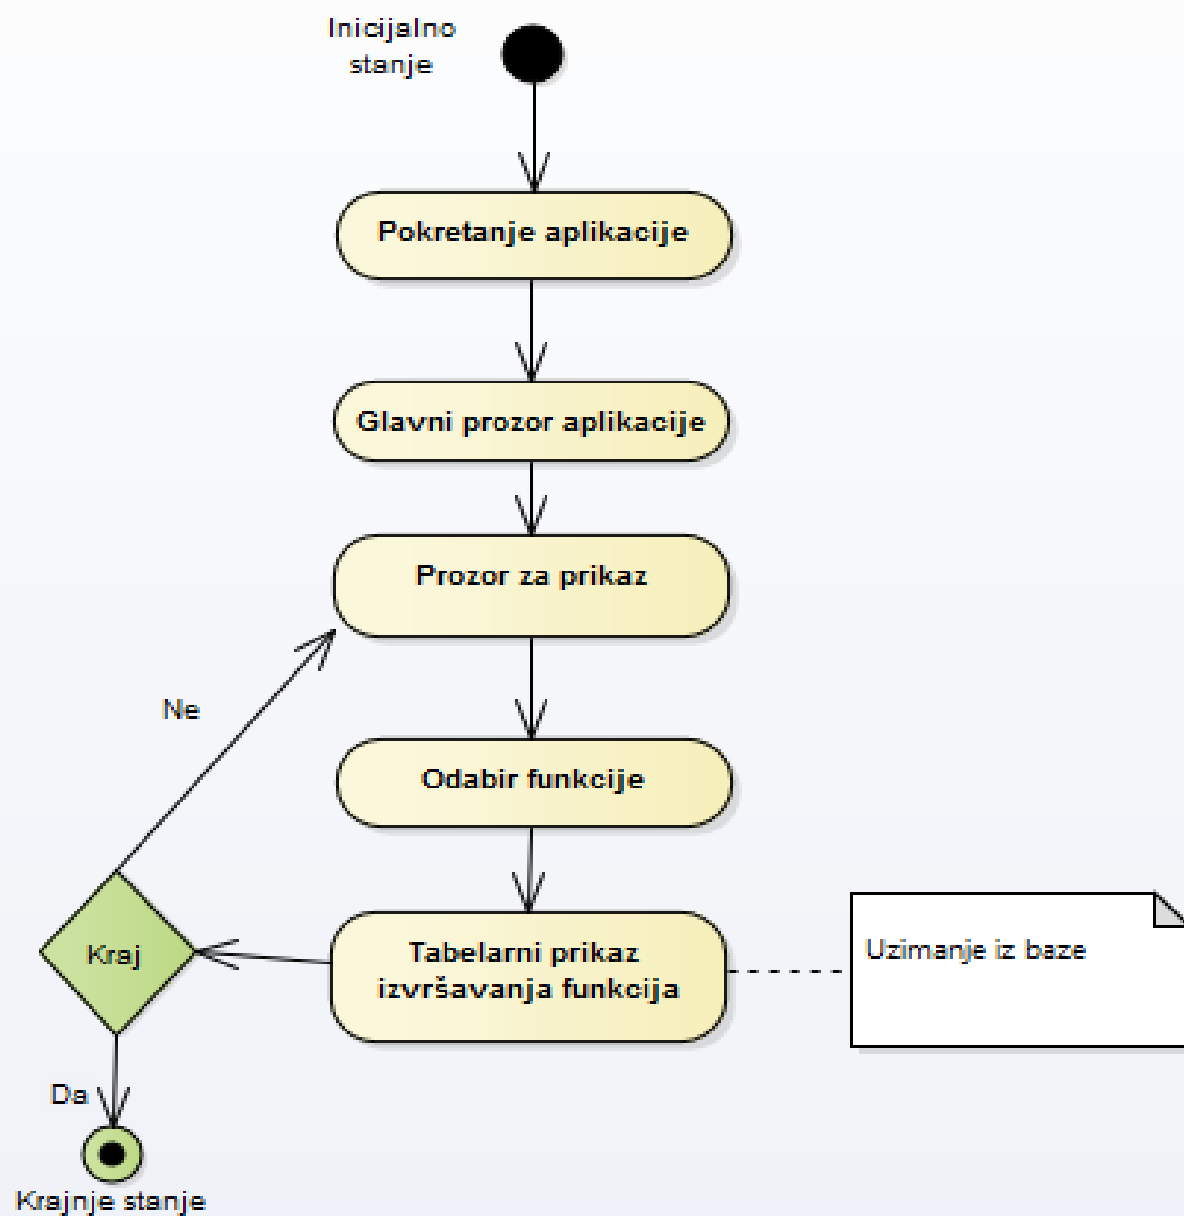 Inicijalno
stanje
Pokretanje aplikacije
Glavni prozor aplikacije
Prozor za prikaz
Ne
Odabir funkcije
Kraj
Tabelarni prikaz
izvršavanja funkcija
Uzimanje iz baze
Da
Krajnje stanje